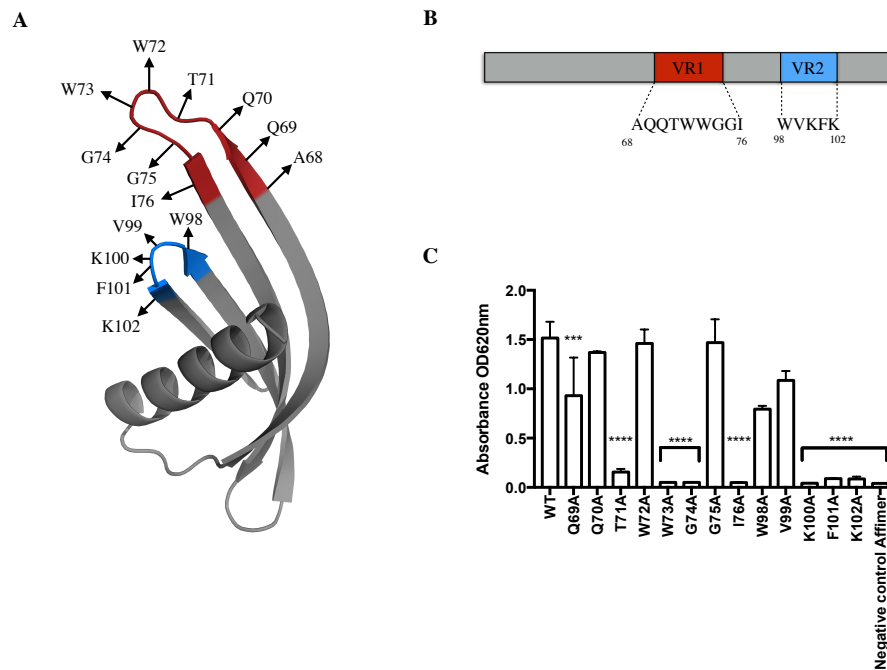 A
W72
W73
T71
Q70
Q69
G74
A68
G75
I76
W98
V99
K100
F101
K102
B
VR1
VR2
AQQTWWGGI
WVKFK
68
76
98
102
C
Absorbance OD620nm
2.0
1.5
1.0
0.5
0.0
***
****
****
****
****
WT
Q69A
Q70A
T71A
W72A
W73A
G74A
G75A
I76A
W98A
V99A
K100A
F101A
K102A
Negative control Affimer